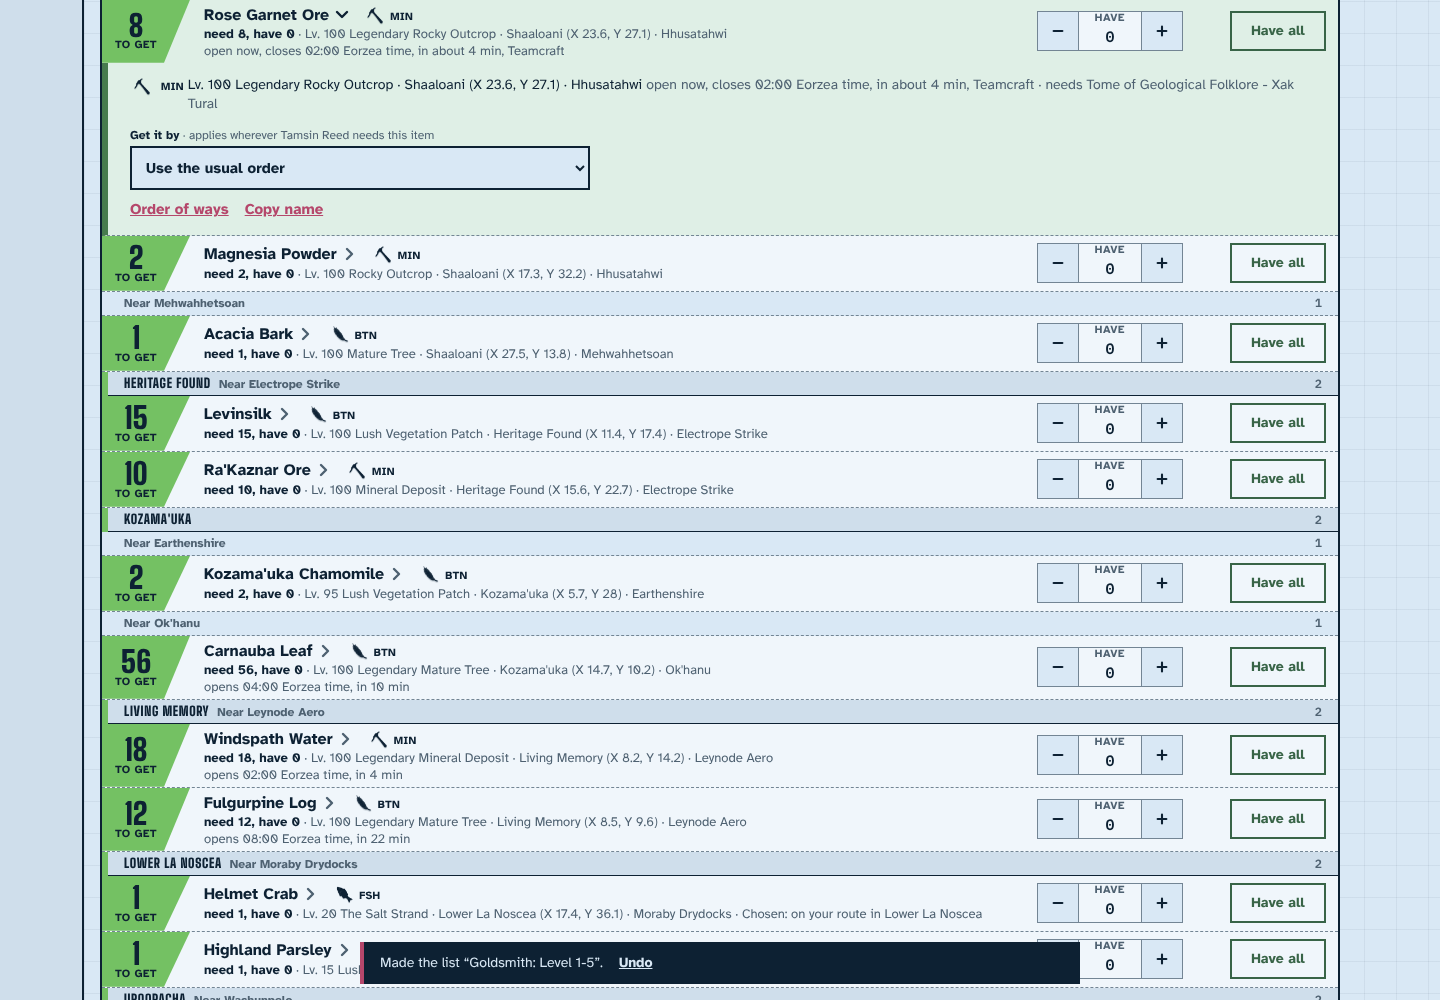 8
TO GET
Rose Garnet Ore MIN
need 8, have 0 · Lv. 100 Legendary Rocky Outcrop · Shaaloani (X 23.6, Y 27.1) · Hhusatahwi
open now, closes 02:00 Eorzea time, in about 4 min, Teamcraft
HAVE
− 0 +
Have all
MIN Lv. 100 Legendary Rocky Outcrop · Shaaloani (X 23.6, Y 27.1) · Hhusatahwi open now, closes 02:00 Eorzea time, in about 4 min, Teamcraft · needs Tome of Geological Folklore - Xak
Tural
Get it by · applies wherever Tamsin Reed needs this item
Use the usual order
Order of ways Copy name
2
TO GET
Magnesia Powder MIN
need 2, have 0 · Lv. 100 Rocky Outcrop · Shaaloani (X 17.3, Y 32.2) · Hhusatahwi
HAVE
− 0 +
Have all
Near Mehwahhetsoan 1
1
TO GET
Acacia Bark BTN
need 1, have 0 · Lv. 100 Mature Tree · Shaaloani (X 27.5, Y 13.8) · Mehwahhetsoan
HAVE
− 0 +
Have all
HERITAGE FOUND Near Electrope Strike 2
15
TO GET
Levinsilk BTN
need 15, have 0 · Lv. 100 Lush Vegetation Patch · Heritage Found (X 11.4, Y 17.4) · Electrope Strike
HAVE
− 0 +
Have all
10
TO GET
Ra'Kaznar Ore MIN
need 10, have 0 · Lv. 100 Mineral Deposit · Heritage Found (X 15.6, Y 22.7) · Electrope Strike
HAVE
− 0 +
Have all
KOZAMA'UKA 2
Near Earthenshire 1
2
TO GET
Kozama'uka Chamomile BTN
need 2, have 0 · Lv. 95 Lush Vegetation Patch · Kozama'uka (X 5.7, Y 28) · Earthenshire
HAVE
− 0 +
Have all
Near Ok'hanu 1
56
TO GET
Carnauba Leaf BTN
need 56, have 0 · Lv. 100 Legendary Mature Tree · Kozama'uka (X 14.7, Y 10.2) · Ok'hanu
opens 04:00 Eorzea time, in 10 min
HAVE
− 0 +
Have all
LIVING MEMORY Near Leynode Aero 2
18
TO GET
Windspath Water MIN
need 18, have 0 · Lv. 100 Legendary Mineral Deposit · Living Memory (X 8.2, Y 14.2) · Leynode Aero
opens 02:00 Eorzea time, in 4 min
HAVE
− 0 +
Have all
12
TO GET
Fulgurpine Log BTN
need 12, have 0 · Lv. 100 Legendary Mature Tree · Living Memory (X 8.5, Y 9.6) · Leynode Aero
opens 08:00 Eorzea time, in 22 min
HAVE
− 0 +
Have all
LOWER LA NOSCEA Near Moraby Drydocks 2
1
TO GET
Helmet Crab FSH
need 1, have 0 · Lv. 20 The Salt Strand · Lower La Noscea (X 17.4, Y 36.1) · Moraby Drydocks · Chosen: on your route in Lower La Noscea
HAVE
− 0 +
Have all
1
TO GET
Highland Parsley
need 1, have 0 · Lv. 15
HAVE
0 +
Have all
Made the list “Goldsmith: Level 1-5”. Undo